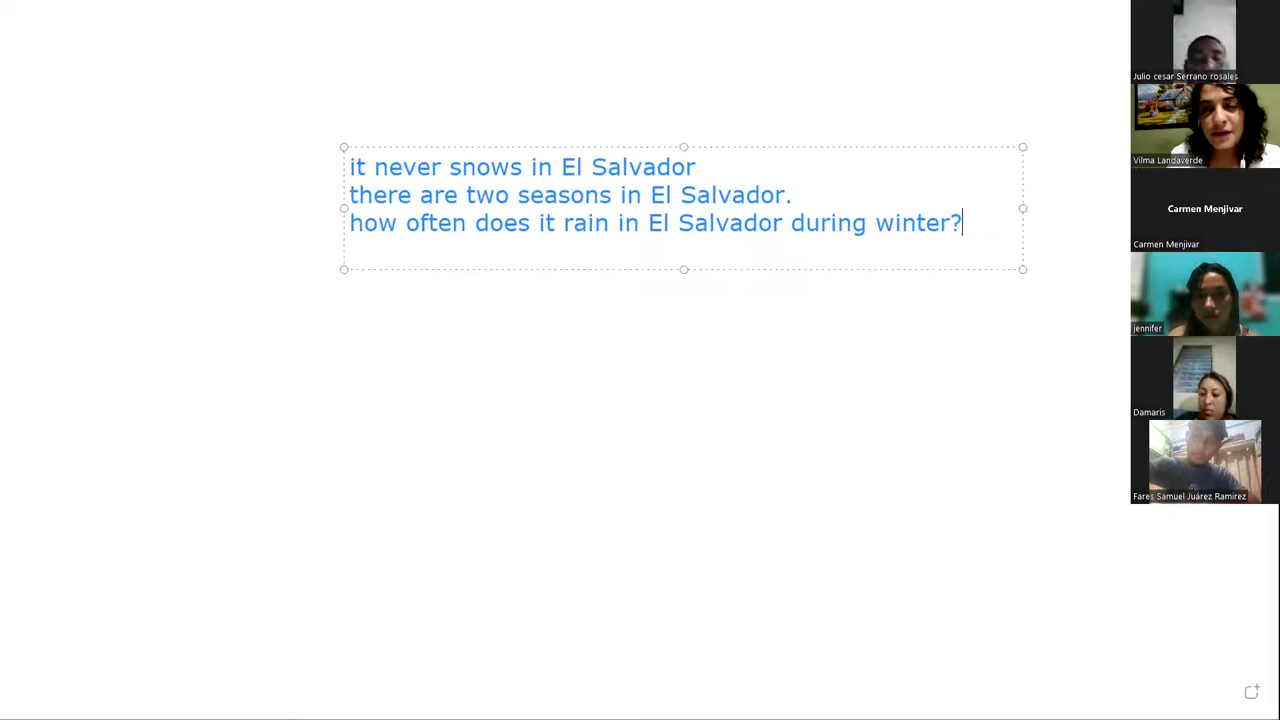 it never snows in El Salvador
there are two seasons in El Salvador.
how often does it rain in El Salvador during winter?
Julio cesar Serrano rosales
Vilma Landaverde
Carmen Menjivar
Carmen Menjivar
jennifer
Damaris
Fares Samuel Juárez Ramírez